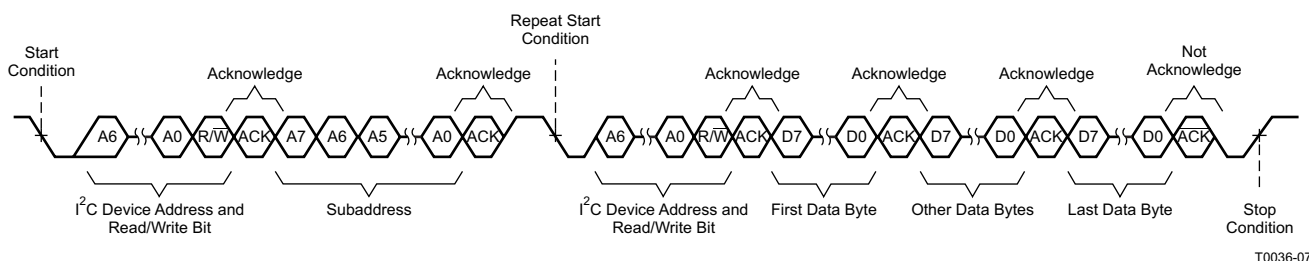 Repeat Start
Condition
Start
Condition
Not
Acknowledge
Acknowledge
Acknowledge
Acknowledge
Acknowledge
Acknowledge
A6 A0 R/W̅ ACK A7 A6 A5 A0 ACK A6 A0 R/W̅ ACK D7 D0 ACK D7 D0 ACK D7 D0 A̅C̅K̅
I²C Device Address and
Read/Write Bit
Subaddress
I²C Device Address and
Read/Write Bit
First Data Byte
Other Data Bytes
Last Data Byte
Stop
Condition
T0036-07